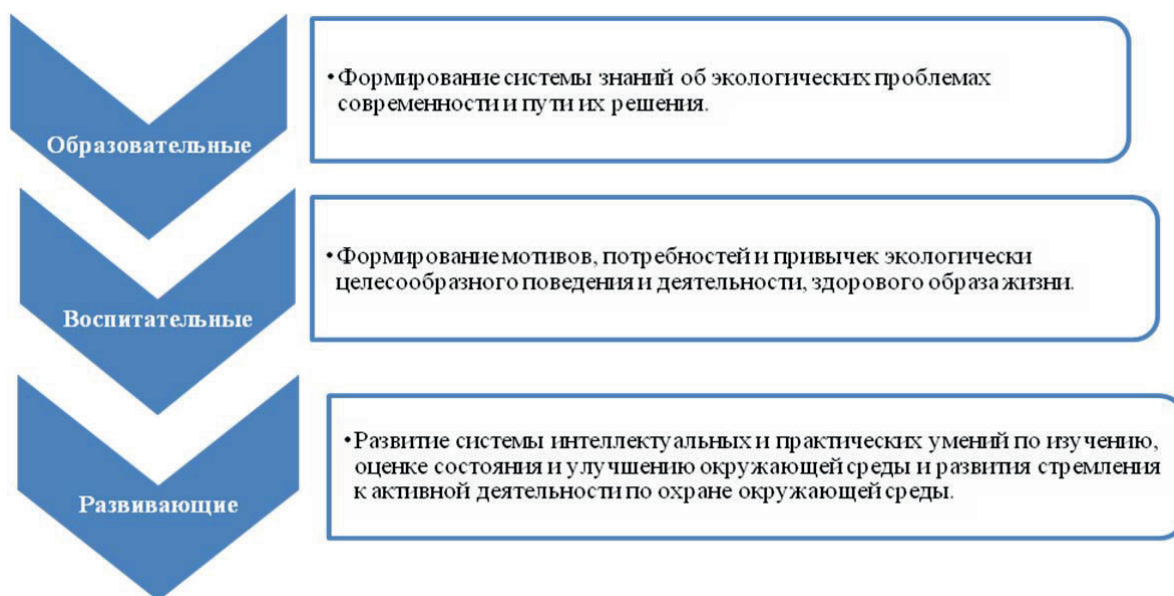 Образовательные
•Формирование системы знаний об экологических проблемах
современности и пути их решения.
Воспитательные
•Формирование мотивов, потребностей и привычек экологически
целесообразного поведения и деятельности, здорового образа жизни.
Развивающие
•Развитие системы интеллектуальных и практических умений по изучению,
оценке состояния и улучшению окружающей среды и развития стремления
к активной деятельности по охране окружающей среды.